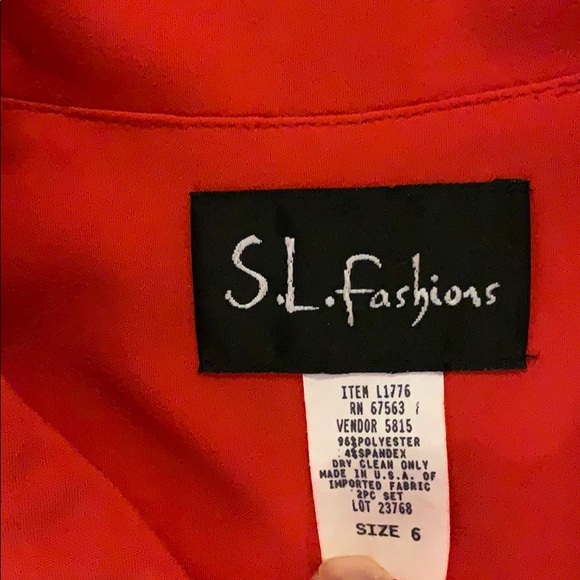 S.L.fashions
ITEM L1776
RN 67563
VENDOR 5815
96%POLYESTER
4%SPANDEX
DRY CLEAN ONLY
MADE IN U.S.A. OF
IMPORTED FABRIC
2PC SET
LOT 23768
SIZE 6